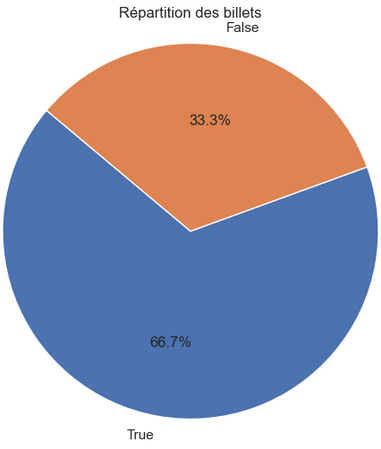 Répartition des billets
False
33.3%
66.7%
True